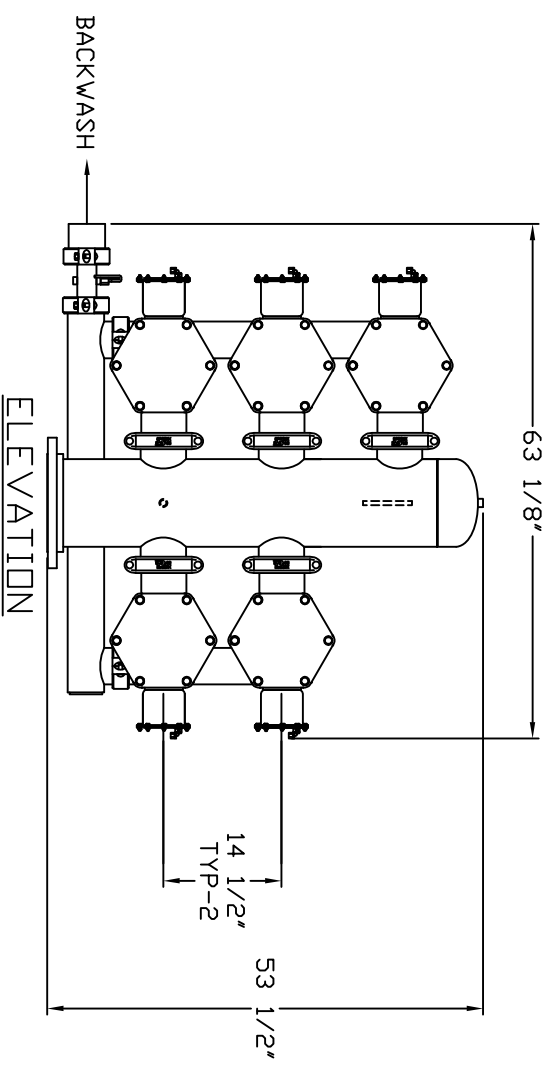 BACKWASH
63 1/8"
14 1/2"
TYP-2
53 1/2"
ELEVATION